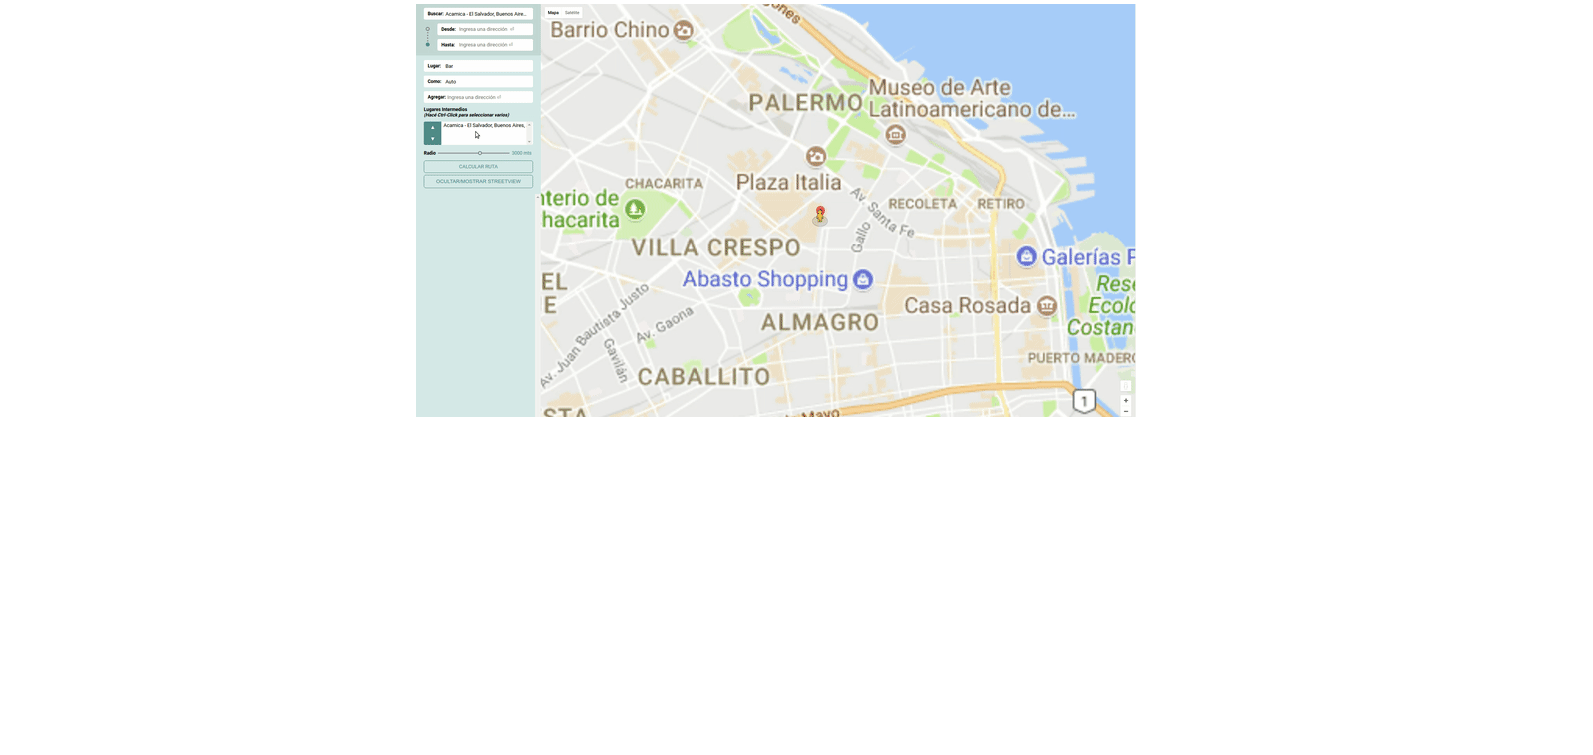 Buscar: Acamica - El Salvador, Buenos Aire...
Desde: Ingresa una dirección
Hasta: Ingresa una dirección
Lugar: Bar
Como: Auto
Agregar: Ingresa una dirección
Lugares Intermedios
(Hacé Ctrl-Click para seleccionar varios)
Acamica - El Salvador, Buenos Aires,
Radio 2000 mts
CALCULAR RUTA
OCULTAR/MOSTRAR STREETVIEW
Mapa Satélite
ones
Barrio Chino
PALERMO
Museo de Arte
Latinoamericano de...
Plaza Italia
CHACARITA
nterio de
hacarita
Av. Santa Fe
RECOLETA
RETIRO
Gallo
VILLA CRESPO
Abasto Shopping
Galerías P
EL
E
Av. Juan Bautista Justo
Av. Gaona
Gavilán
ALMAGRO
Casa Rosada
Rese
Ecoló
Costan
PUERTO MADERO
CABALLITO
STA
Mayo
1
+
−